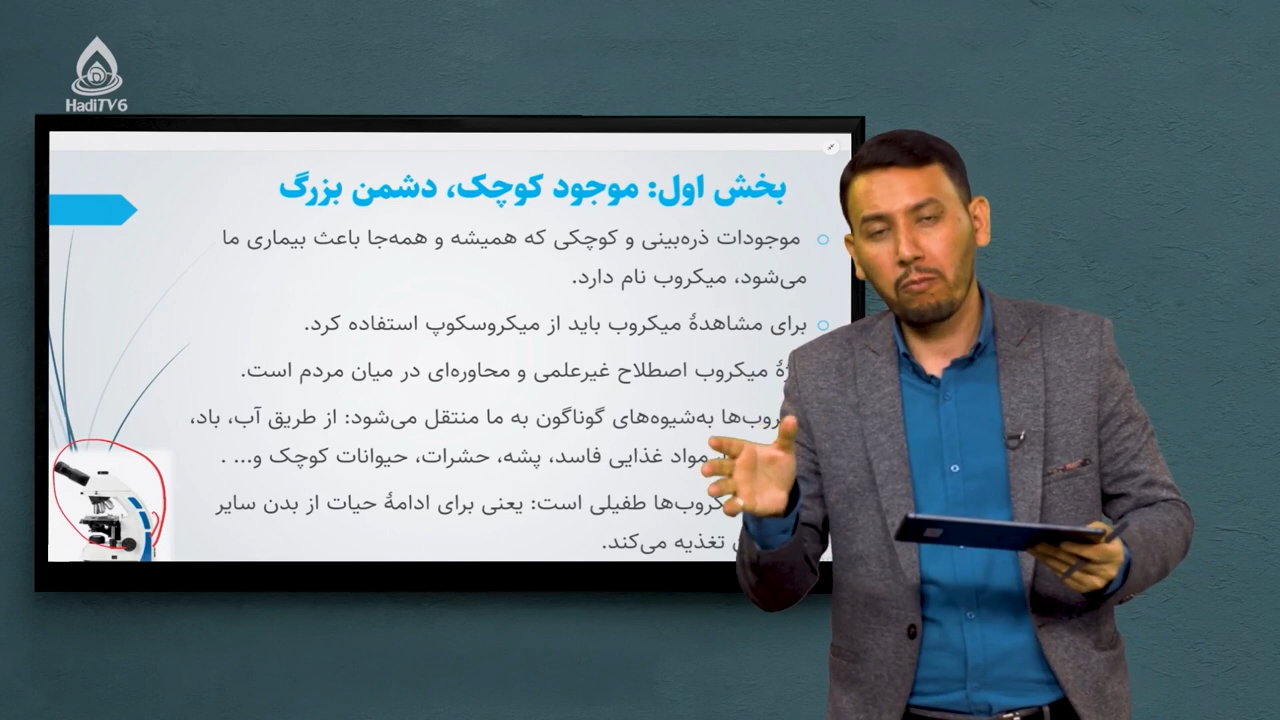 HadiTV6
بخش اول: موجود کوچک، دشمن بزرگ
موجودات ذره‌بینی و کوچکی که همیشه و همه‌جا باعث بیماری ما
می‌شود، میکروب نام دارد.
برای مشاهدهٔ میکروب باید از میکروسکوپ استفاده کرد.
میکروب اصطلاح غیرعلمی و محاوره‌ای در میان مردم است.
به‌شیوه‌های گوناگون به ما منتقل می‌شود: از طریق آب، باد،
مواد غذایی فاسد، پشه، حشرات، حیوانات کوچک و... .
طفیلی است: یعنی برای ادامهٔ حیات از بدن سایر
تغذیه می‌کند.